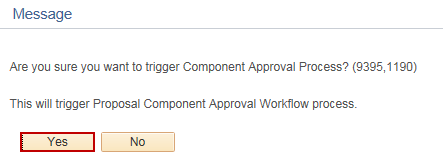 Message
Are you sure you want to trigger Component Approval Process? (9395,1190)
This will trigger Proposal Component Approval Workflow process.
Yes No